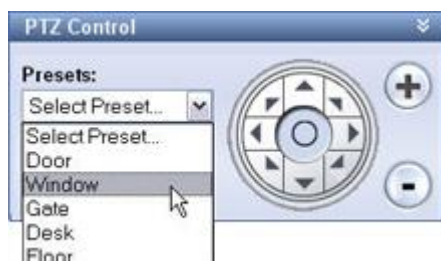 PTZ Control
Presets:
Select Preset...
Select Preset...
Door
Window
Gate
Desk
Floor